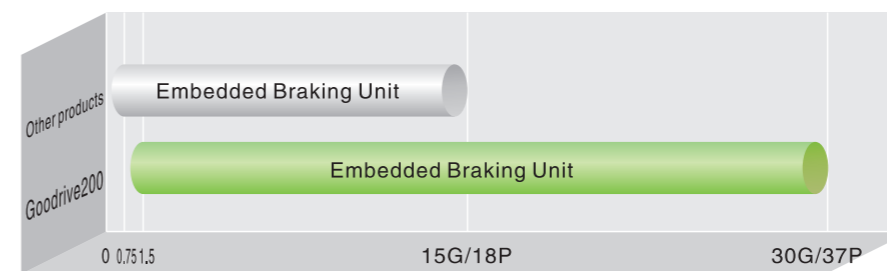 Other products
Embedded Braking Unit
Goodrive200
Embedded Braking Unit
0 0.75 1.5 15G/18P 30G/37P